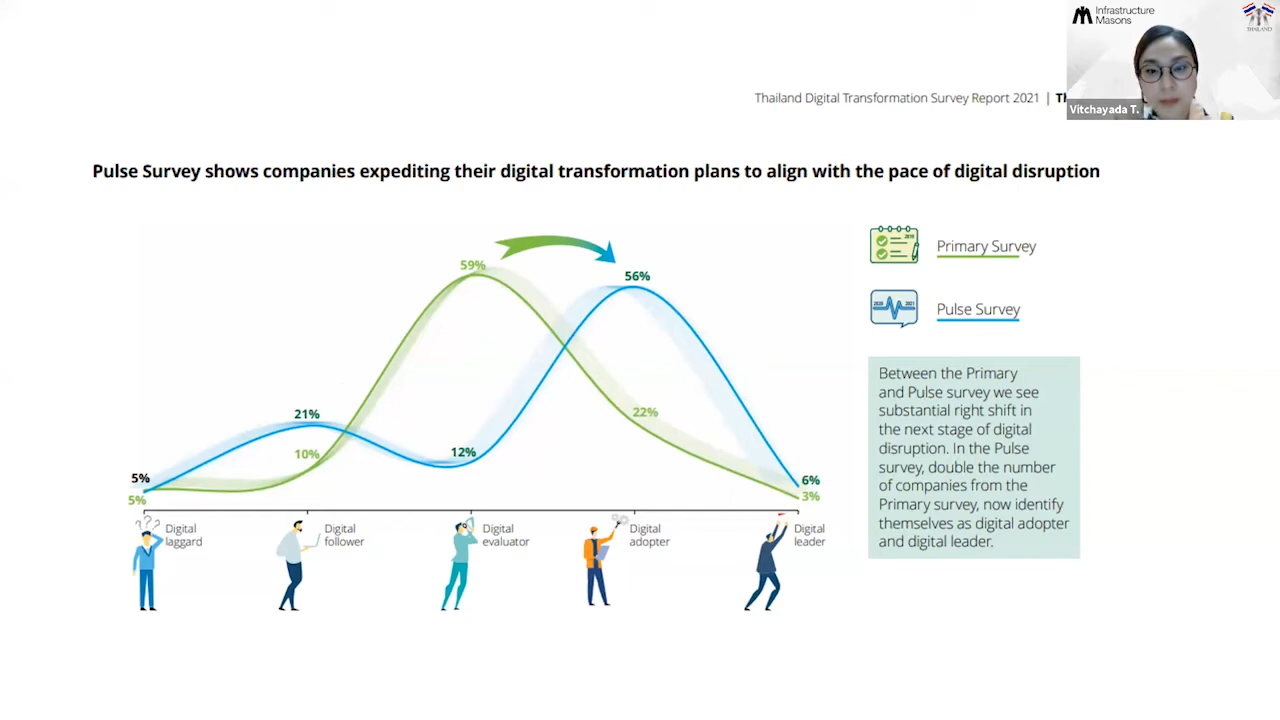 Infrastructure
Masons
THAILAND
Vitchayada T.
Thailand Digital Transformation Survey Report 2021 |
Pulse Survey shows companies expediting their digital transformation plans to align with the pace of digital disruption
59%
56%
21%
10%
12%
22%
5%
5%
6%
3%
Digital
laggard
Digital
follower
Digital
evaluator
Digital
adopter
Digital
leader
2019
Primary Survey
2020 2021
Pulse Survey
Between the Primary
and Pulse survey we see
substantial right shift in
the next stage of digital
disruption. In the Pulse
survey, double the number
of companies from the
Primary survey, now identify
themselves as digital adopter
and digital leader.
???